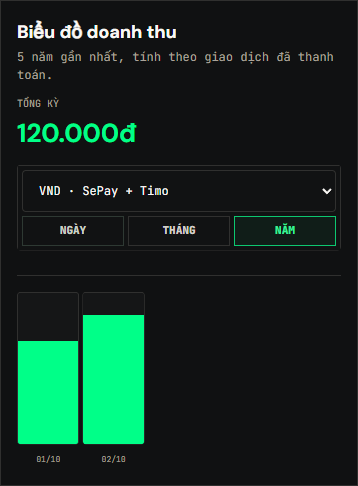 Biểu đồ doanh thu
5 năm gần nhất, tính theo giao dịch đã thanh
toán.
TỔNG KỲ
120.000đ
VND · SePay + Timo
NGÀY THÁNG NĂM
01/10 02/10